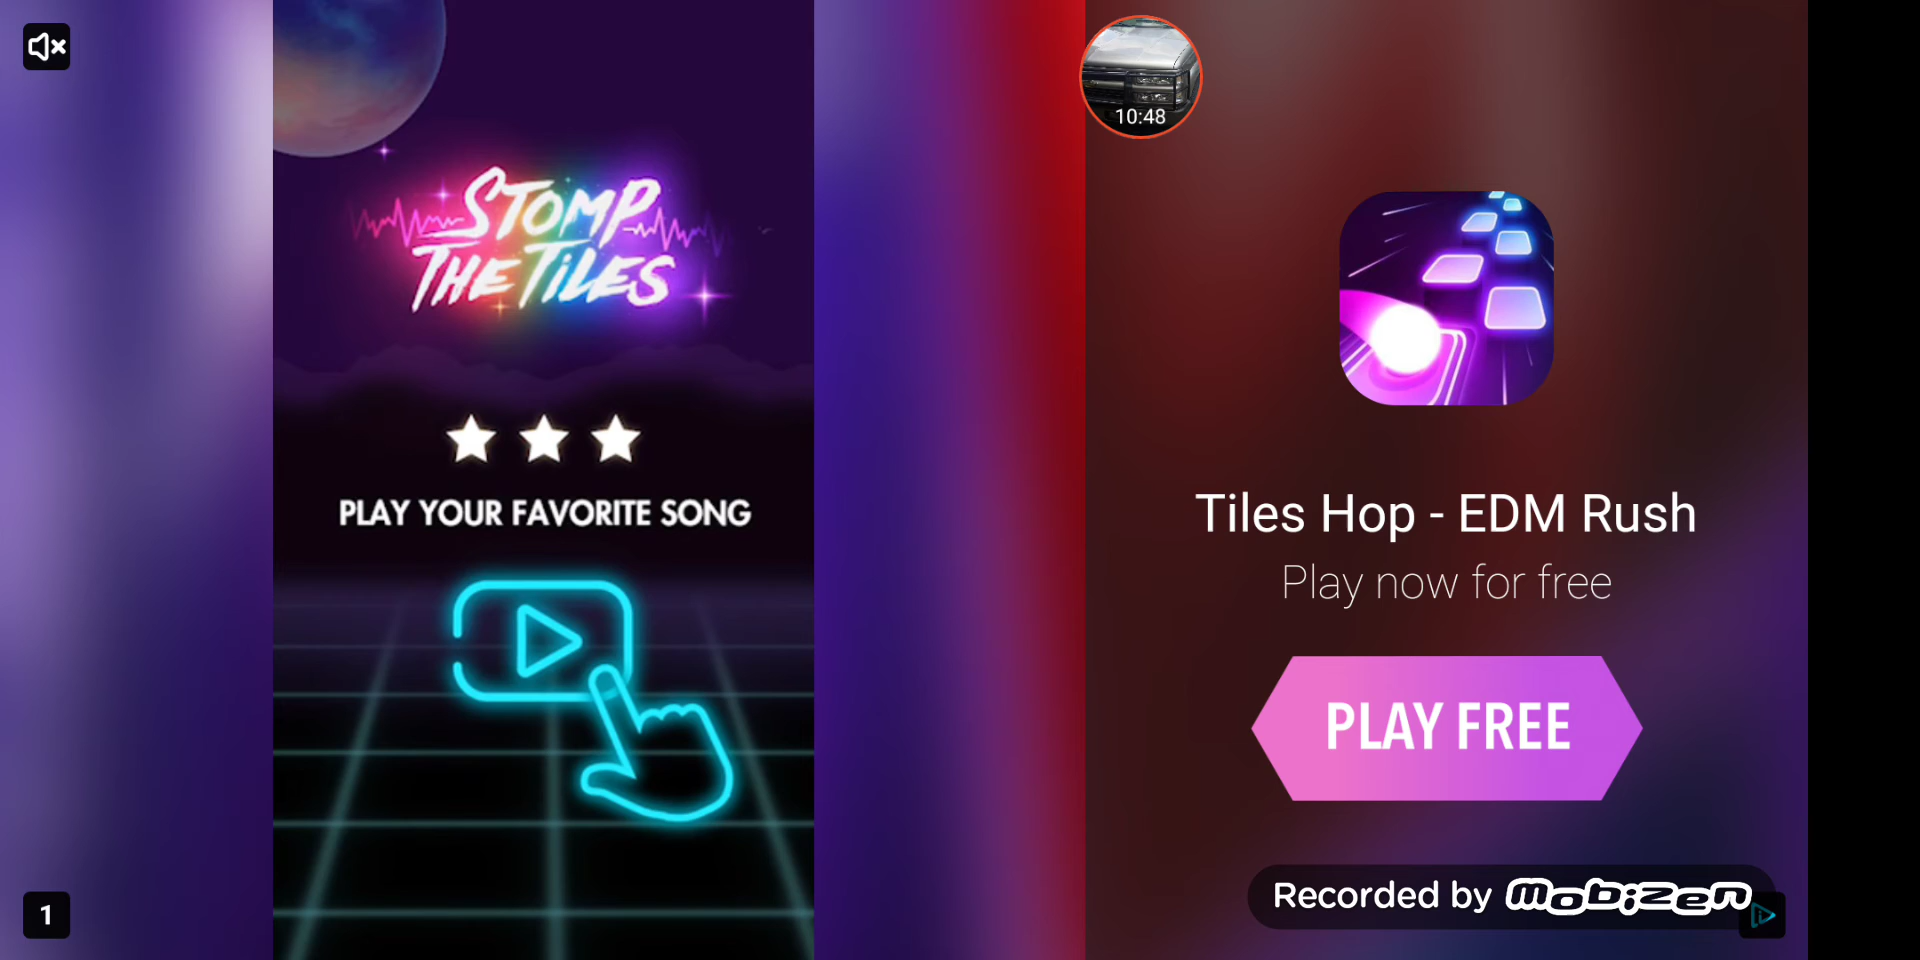 STOMP
THE TILES
PLAY YOUR FAVORITE SONG
1
10:48
Tiles Hop - EDM Rush
Play now for free
PLAY FREE
Recorded by mobizen